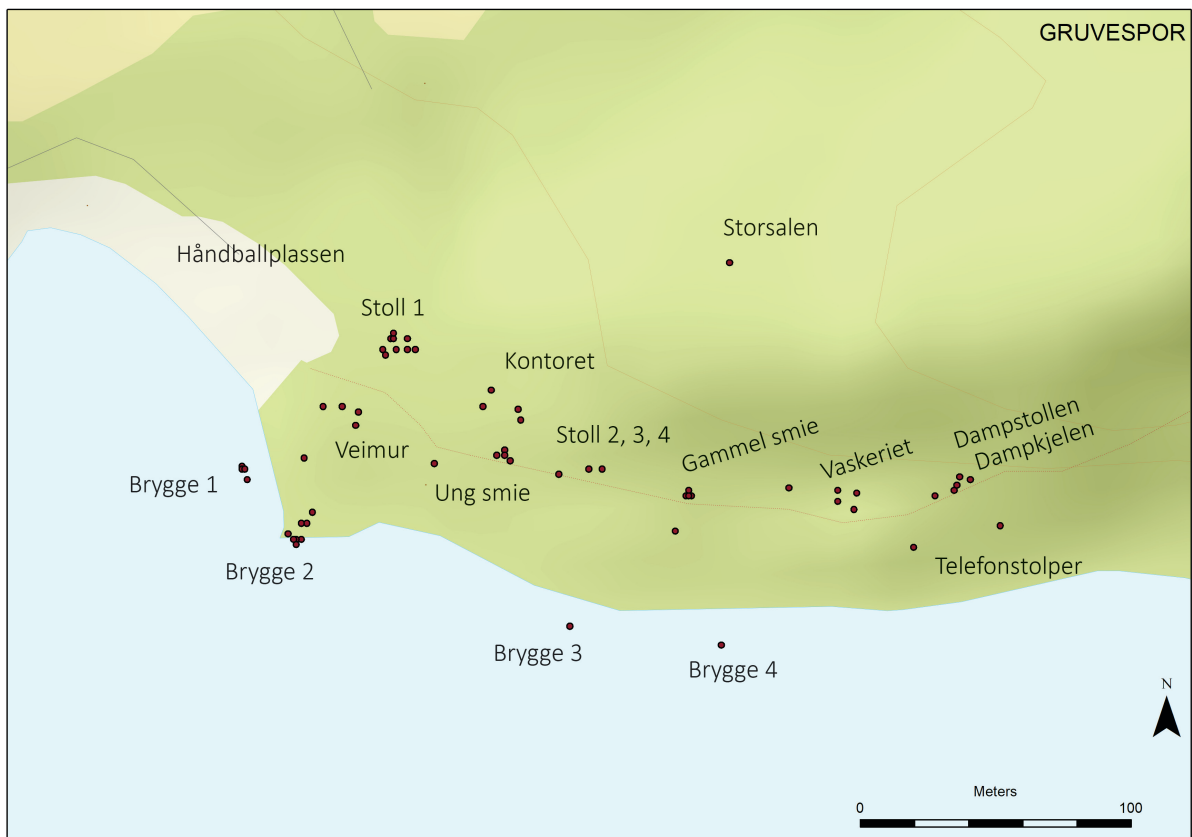 GRUVESPOR
Storsalen
Håndballplassen
Stoll 1
Kontoret
Dampstollen
Dampkjelen
Stoll 2, 3, 4
Gammel smie
Veimur
Vaskeriet
Brygge 1
Ung smie
Brygge 2
Telefonstolper
Brygge 3
Brygge 4
N
Meters
0 100